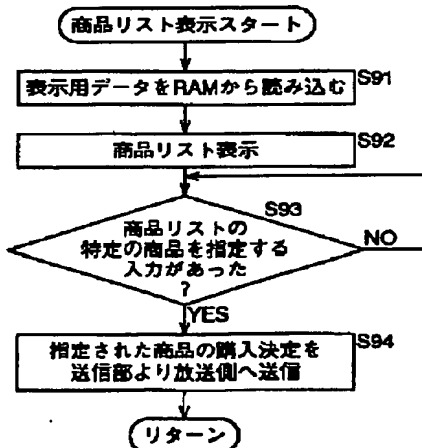 商品リスト表示スタート
S91
表示用データをRAMから読み込む
S92
商品リスト表示
S93
商品リストの
特定の商品を指定する
入力があった
?
NO
YES
S94
指定された商品の購入決定を
送信部より放送側へ送信
リターン